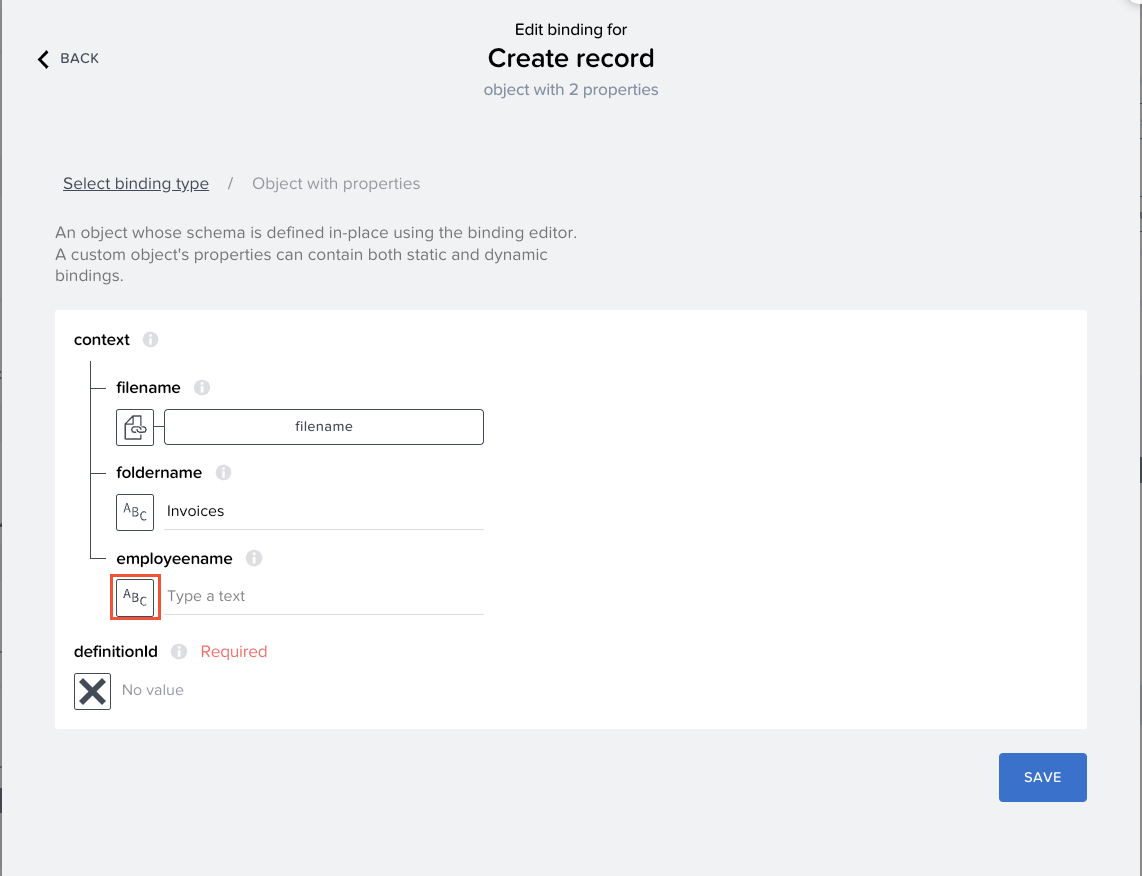 Edit binding for
BACK
Create record
object with 2 properties
Select binding type / Object with properties
An object whose schema is defined in-place using the binding editor.
A custom object's properties can contain both static and dynamic
bindings.
context i
filename i
filename
foldername i
ABC Invoices
employeename i
ABC Type a text
definitionId i Required
No value
SAVE